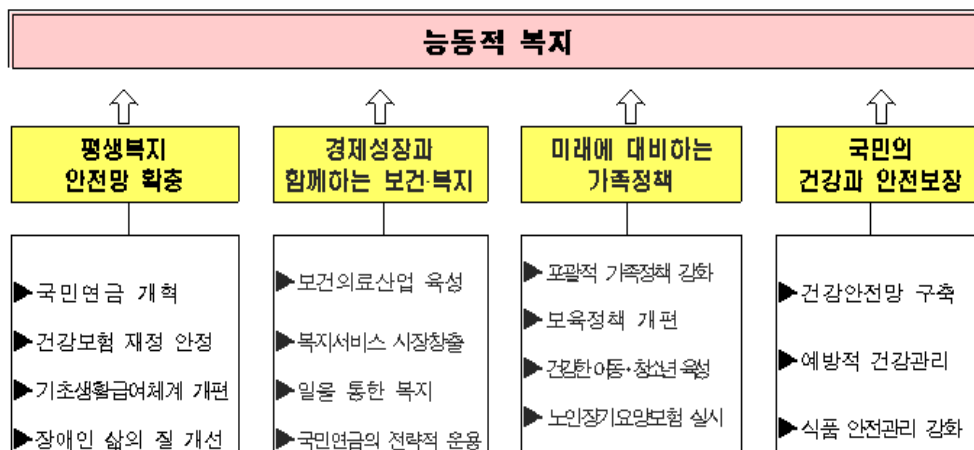 능동적 복지
평생복지
안전망 확충
▶국민연금 개혁
▶건강보험 재정 안정
▶기초생활급여체계 개편
▶장애인 삶의 질 개선
경제성장과
함께하는 보건·복지
▶보건의료산업 육성
▶복지서비스 시장창출
▶일을 통한 복지
▶국민연금의 전략적 운용
미래에 대비하는
가족정책
▶포괄적 가족정책 강화
▶보육정책 개편
▶건강한 아동·청소년 육성
▶노인장기요양보험 실시
국민의
건강과 안전보장
▶건강안전망 구축
▶예방적 건강관리
▶식품 안전관리 강화